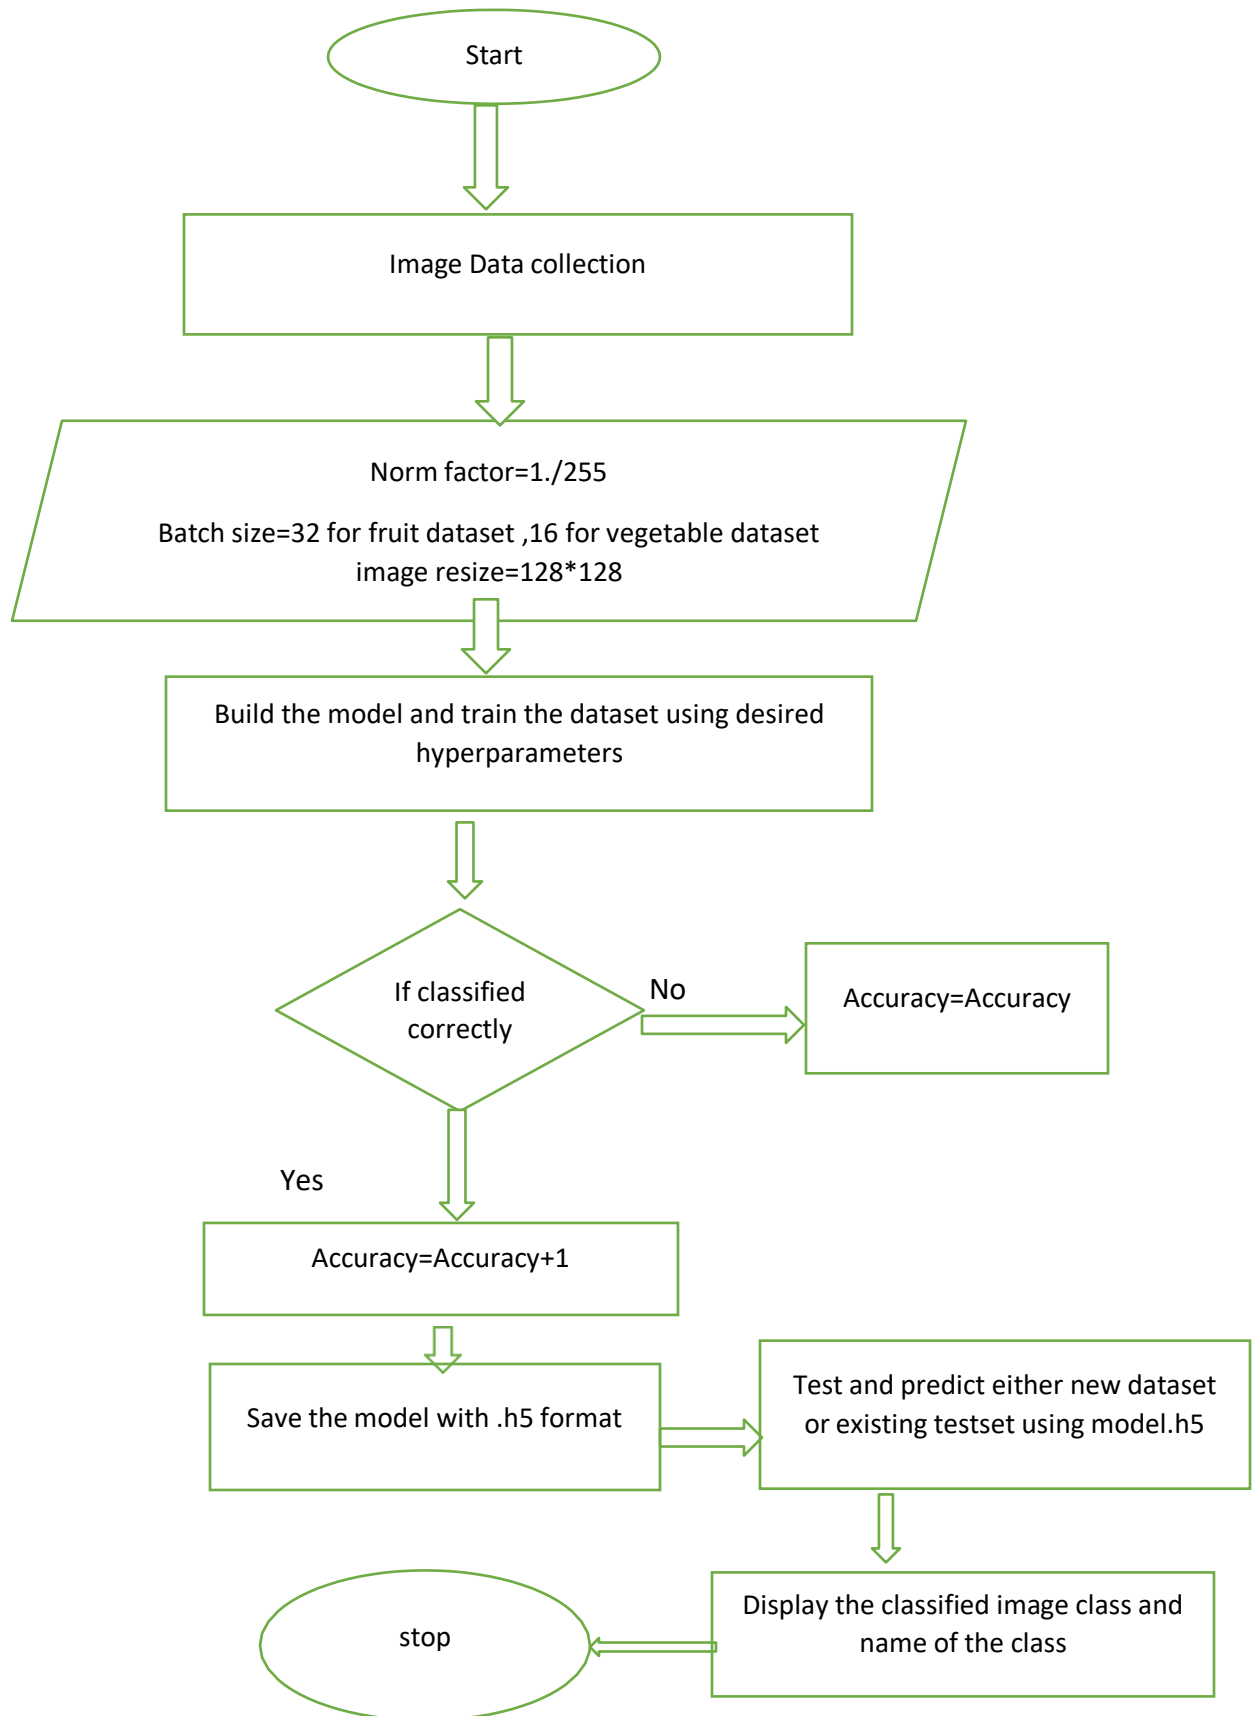 Start
Image Data collection
Norm factor=1./255
Batch size=32 for fruit dataset ,16 for vegetable dataset
image resize=128*128
Build the model and train the dataset using desired
hyperparameters
If classified
correctly
No
Accuracy=Accuracy
Yes
Accuracy=Accuracy+1
Save the model with .h5 format
Test and predict either new dataset
or existing testset using model.h5
Display the classified image class and
name of the class
stop